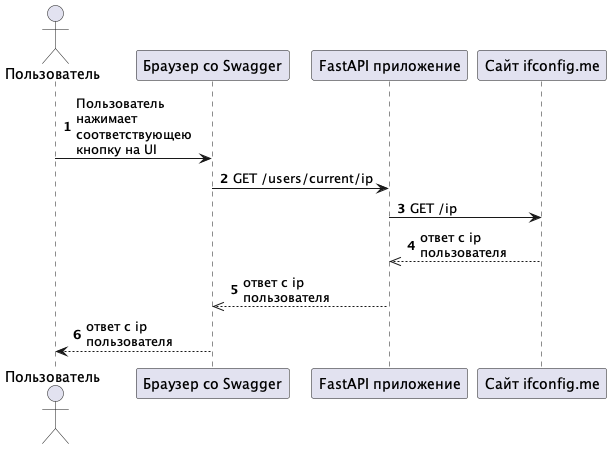 Пользователь
Браузер со Swagger
FastAPI приложение
Сайт ifconfig.me
Пользователь
1 нажимает
соответствующею
кнопку на UI
2 GET /users/current/ip
3 GET /ip
4 ответ с ip
пользователя
5 ответ с ip
пользователя
6 ответ с ip
пользователя
Пользователь
Браузер со Swagger
FastAPI приложение
Сайт ifconfig.me